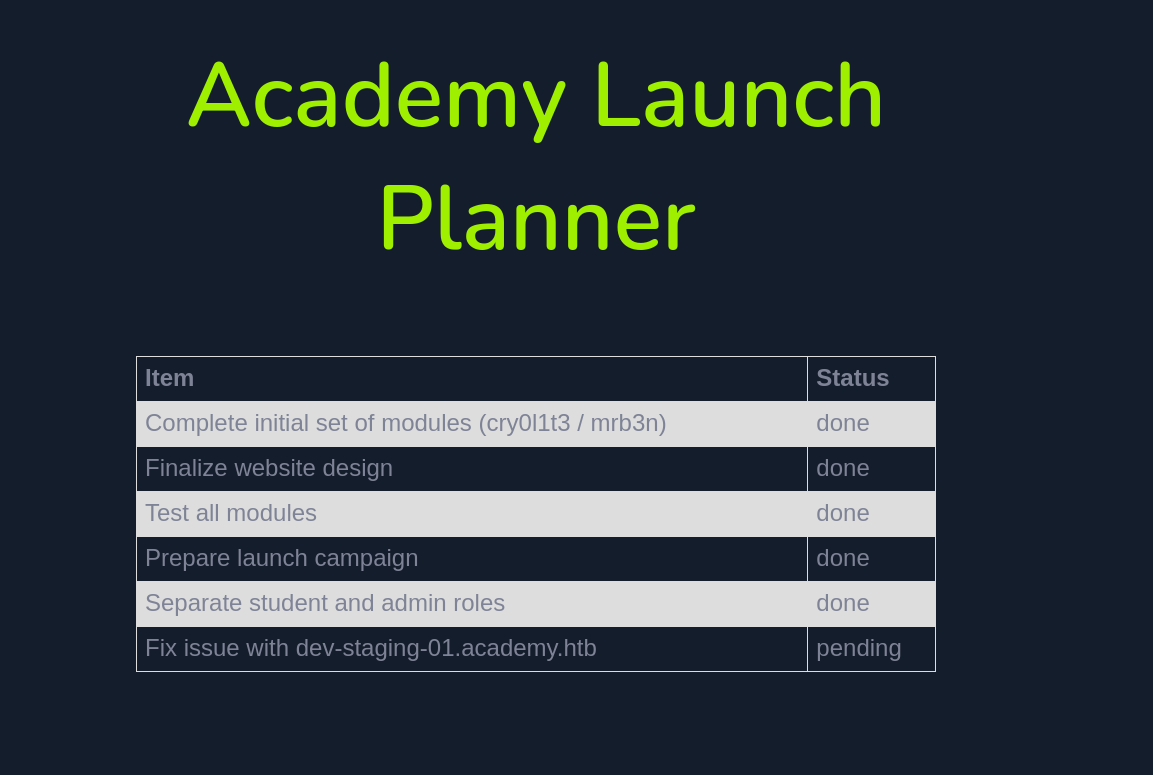 Academy Launch
Planner
Item Status
Complete initial set of modules (cry0l1t3 / mrb3n) done
Finalize website design done
Test all modules done
Prepare launch campaign done
Separate student and admin roles done
Fix issue with dev-staging-01.academy.htb pending